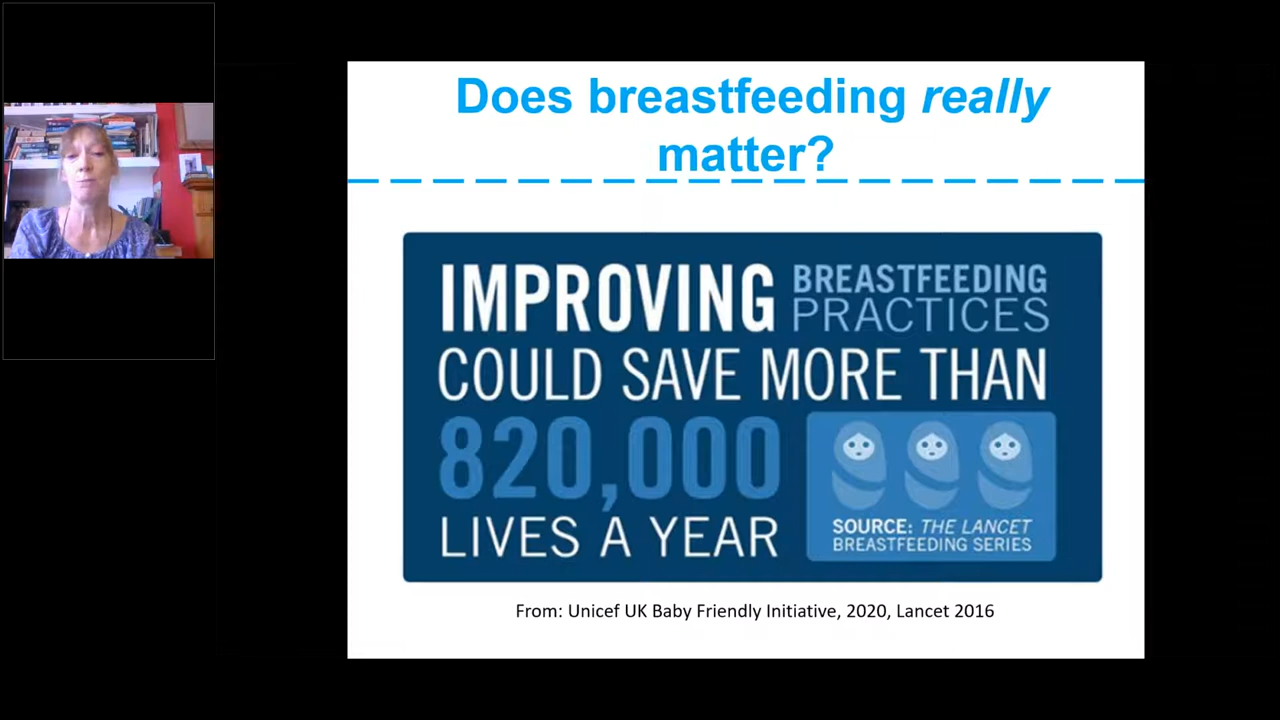 Does breastfeeding really
matter?
IMPROVING BREASTFEEDING PRACTICES
COULD SAVE MORE THAN
820,000
LIVES A YEAR
SOURCE: THE LANCET
BREASTFEEDING SERIES
From: Unicef UK Baby Friendly Initiative, 2020, Lancet 2016